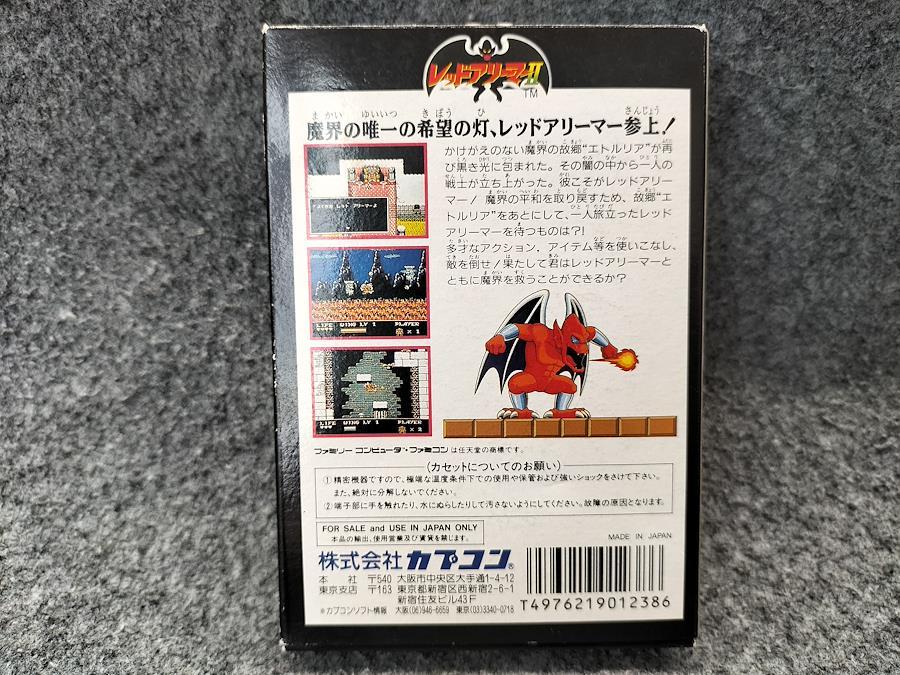 レッドアリーマーII
TM
魔界の唯一の希望の灯、レッドアリーマー参上！
かけがえのない魔界の故郷“エトルリア”が再
び黒き光に包まれた。その闇の中から一人の
戦士が立ち上がった。彼こそがレッドアリー
マー！魔界の平和を取り戻すため、故郷“エ
トルリア”をあとにして、一人旅立ったレッド
アリーマーを待つものは？！
多才なアクション、アイテム等を使いこなし、
敵を倒せ！果たして君はレッドアリーマーと
ともに魔界を救うことができるか？
LIFE WING LV 1 PLAYER
×1
LIFE WING LV 1 PLAYER
×2
ファミリーコンピュータ・ファミコンは任天堂の商標です。
（カセットについてのお願い）
①精密機器ですので、極端な温度条件下での使用や保管および強いショックをさけて下さい。
また、絶対に分解しないでください。
②端子部に手を触れたり、水にぬらしたりして汚さないようにしてください。故障の原因となります。
FOR SALE and USE IN JAPAN ONLY
本品の輸出、使用営業及び賃貸を禁じます。
MADE IN JAPAN
株式会社 カプコン®
本社 〒540 大阪市中央区大手通1-4-12
東京支店 〒163 東京都新宿区西新宿2-6-1
新宿住友ビル43F
※カプコンソフト情報 大阪(06)946-6659 東京(03)3340-0718
T4976219012386